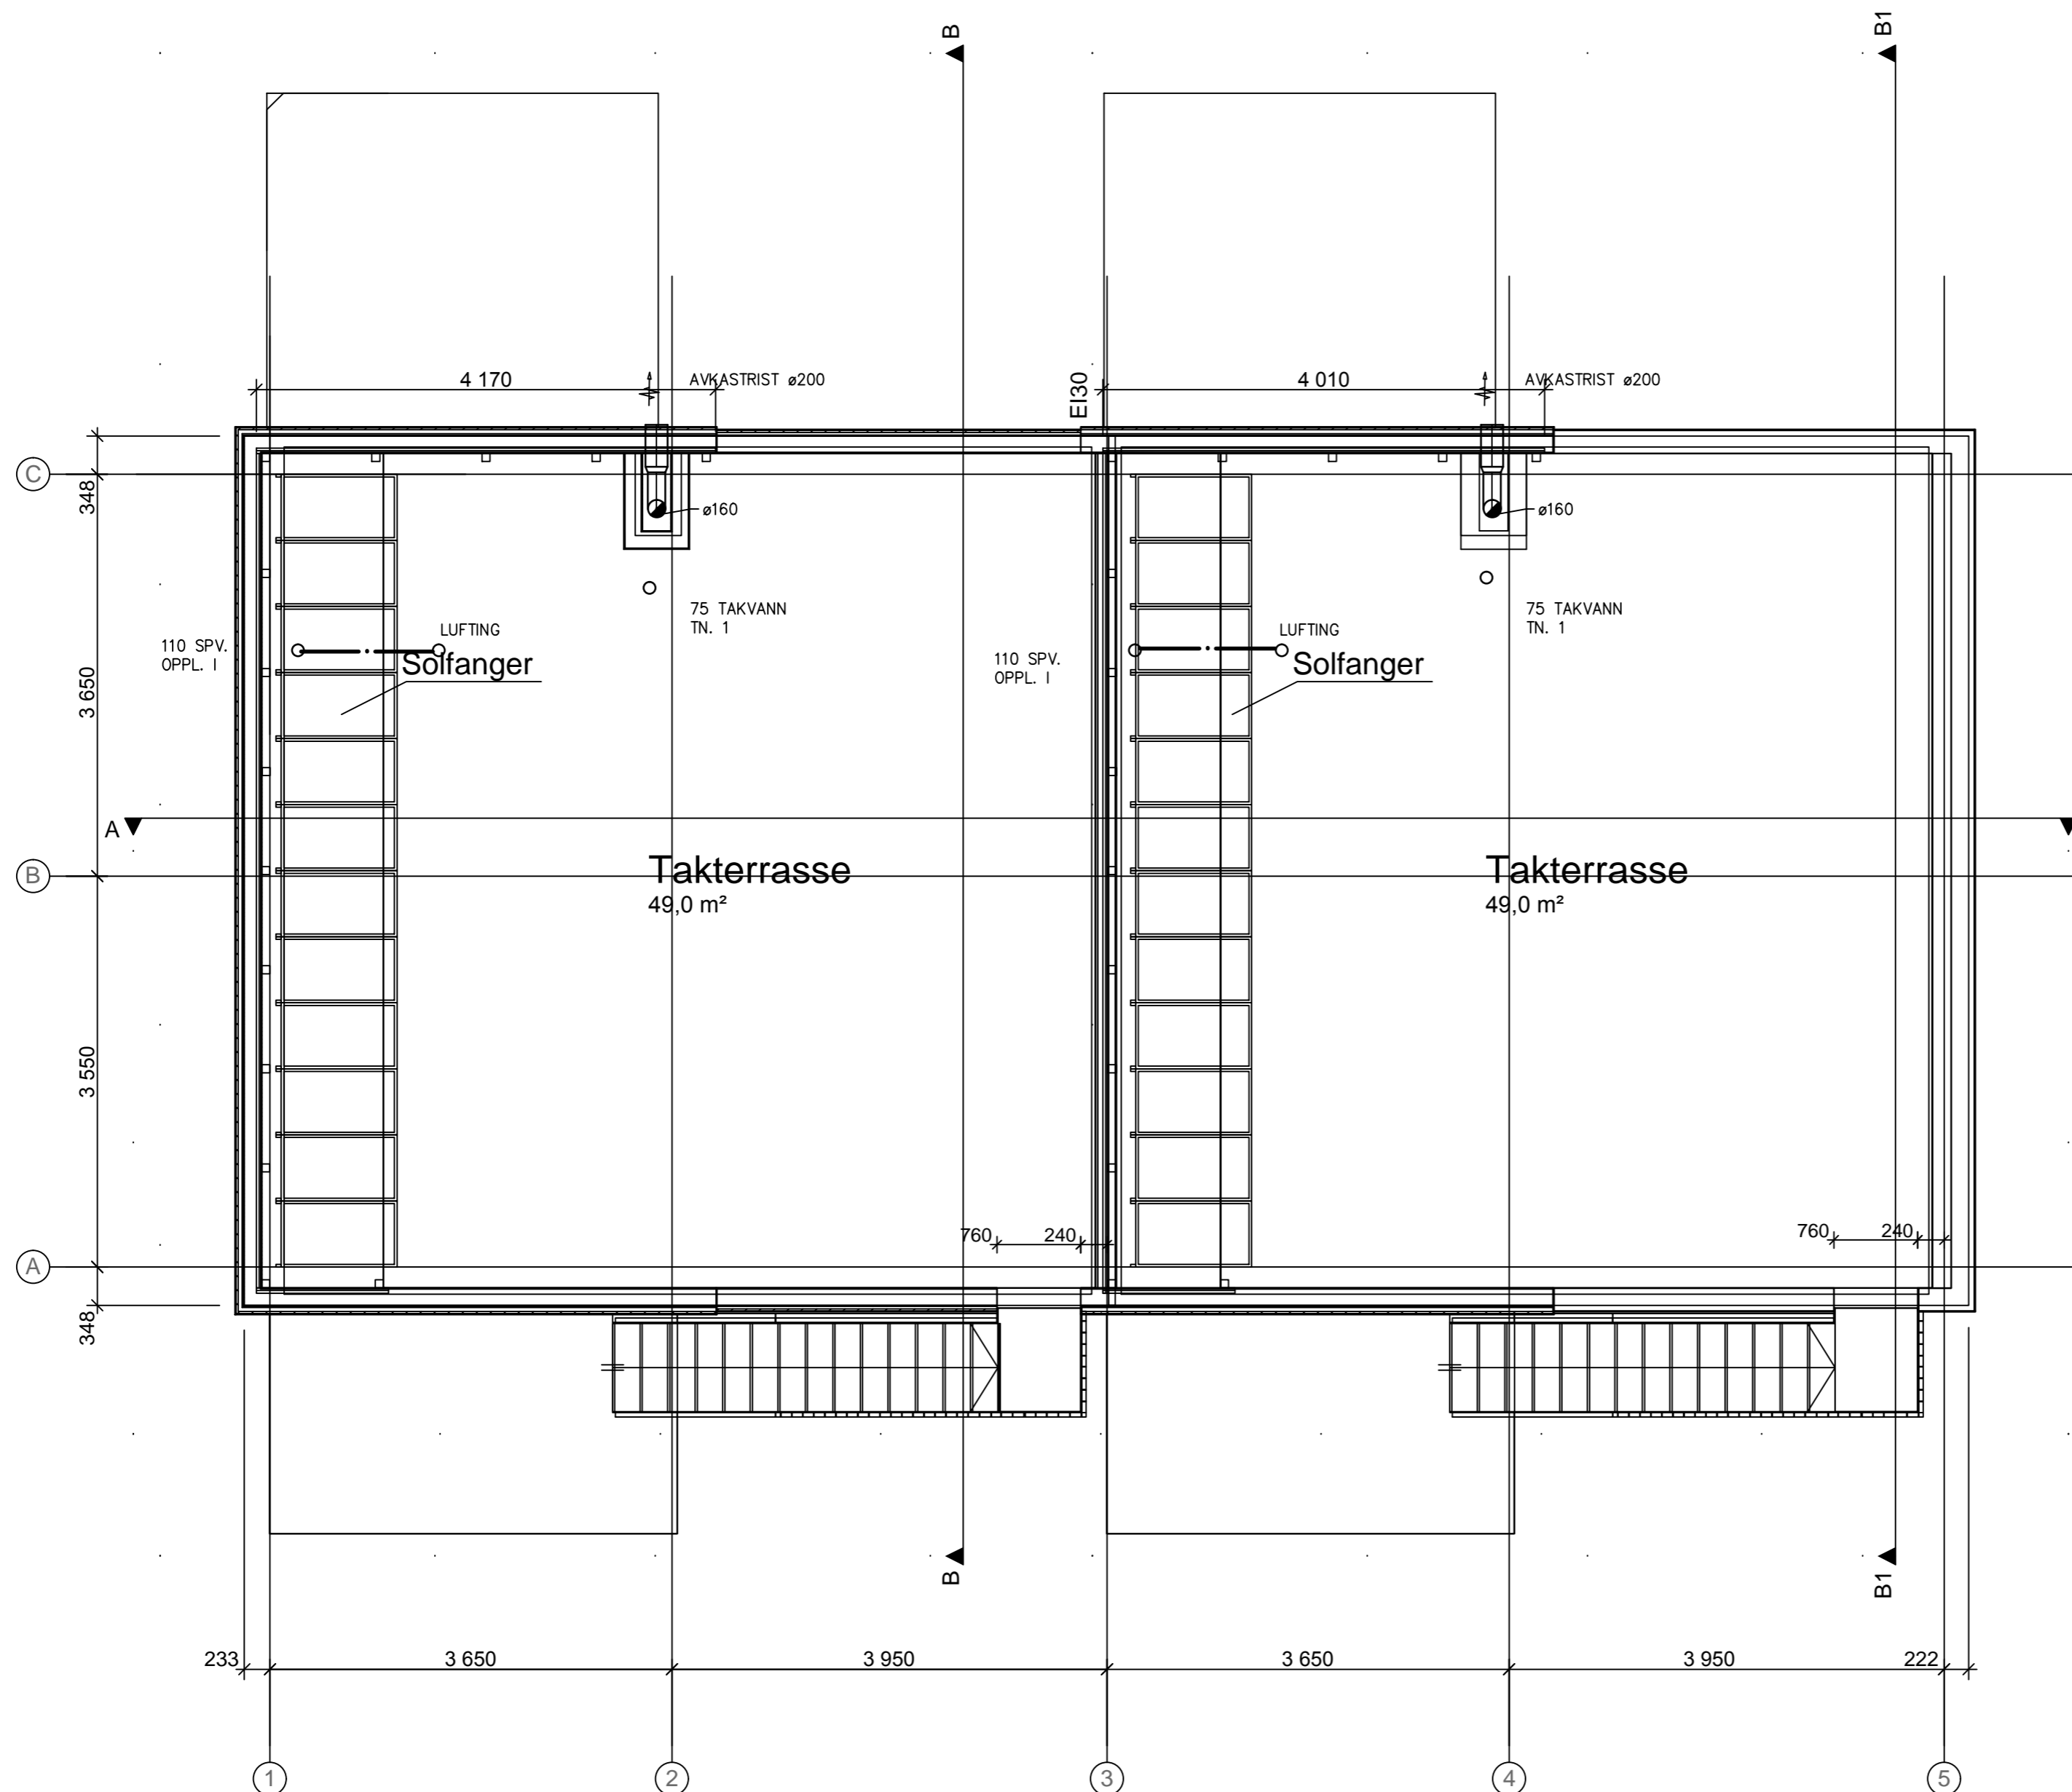 B
B1
4 170
AVKASTRIST ø200
EI30
4 010
AVKASTRIST ø200
C
348
ø160
ø160
75 TAKVANN
TN. 1
75 TAKVANN
TN. 1
LUFTING
LUFTING
110 SPV.
OPPL. I
Solfanger
110 SPV.
OPPL. I
Solfanger
3 650
A
B
Takterrasse
49,0 m²
Takterrasse
49,0 m²
3 550
760
240
760
240
A
348
B
B1
233
3 650
3 950
3 650
3 950
222
1
2
3
4
5